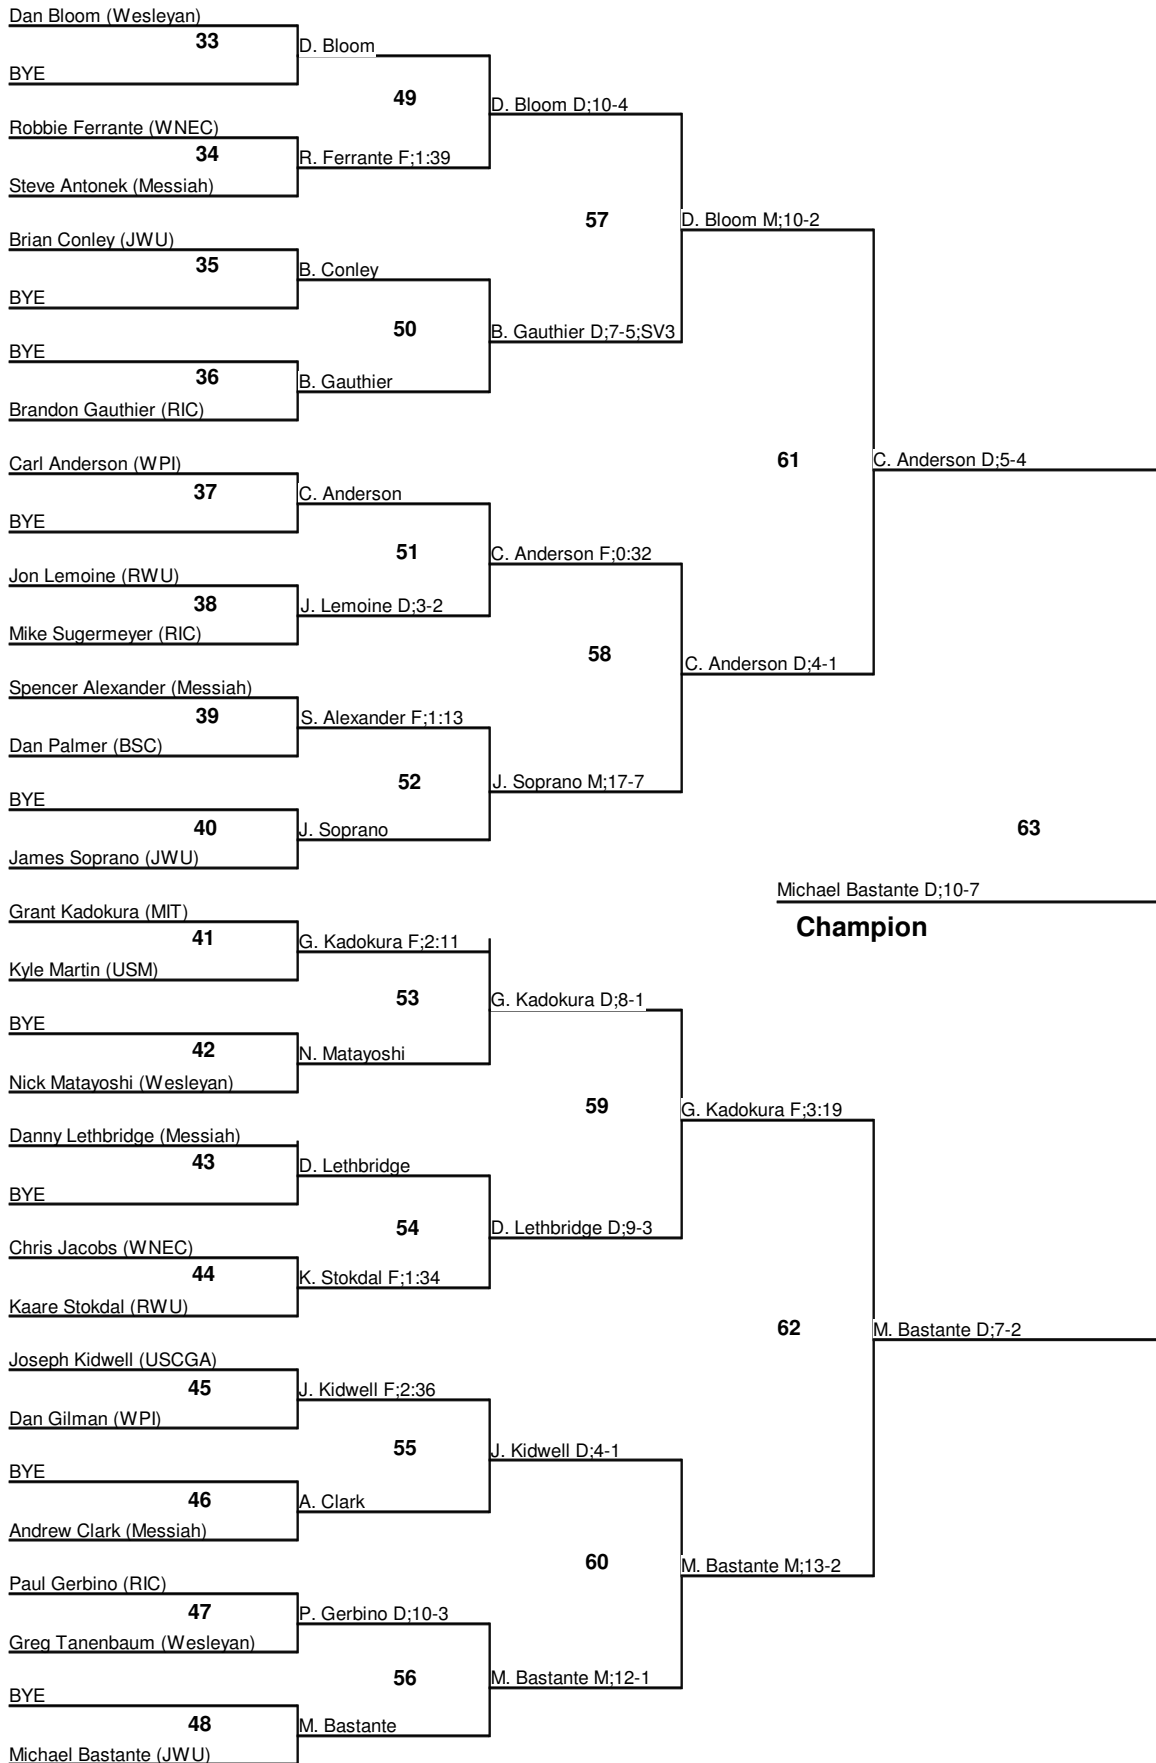 Dan Bloom (Wesleyan)
33
D. Bloom
BYE
49
D. Bloom D;10-4
Robbie Ferrante (WNEC)
34
R. Ferrante F;1:39
Steve Antonek (Messiah)
57
D. Bloom M;10-2
Brian Conley (JWU)
35
B. Conley
BYE
50
B. Gauthier D;7-5;SV3
BYE
36
B. Gauthier
Brandon Gauthier (RIC)
61
C. Anderson D;5-4
Carl Anderson (WPI)
37
C. Anderson
BYE
51
C. Anderson F;0:32
Jon Lemoine (RWU)
38
J. Lemoine D;3-2
Mike Sugermeyer (RIC)
58
C. Anderson D;4-1
Spencer Alexander (Messiah)
39
S. Alexander F;1:13
Dan Palmer (BSC)
52
J. Soprano M;17-7
BYE
40
J. Soprano
James Soprano (JWU)
63
Michael Bastante D;10-7
Champion
Grant Kadokura (MIT)
41
G. Kadokura F;2:11
Kyle Martin (USM)
53
G. Kadokura D;8-1
BYE
42
N. Matayoshi
Nick Matayoshi (Wesleyan)
59
G. Kadokura F;3:19
Danny Lethbridge (Messiah)
43
D. Lethbridge
BYE
54
D. Lethbridge D;9-3
Chris Jacobs (WNEC)
44
K. Stokdal F;1:34
Kaare Stokdal (RWU)
62
M. Bastante D;7-2
Joseph Kidwell (USCGA)
45
J. Kidwell F;2:36
Dan Gilman (WPI)
55
J. Kidwell D;4-1
BYE
46
A. Clark
Andrew Clark (Messiah)
60
M. Bastante M;13-2
Paul Gerbino (RIC)
47
P. Gerbino D;10-3
Greg Tanenbaum (Wesleyan)
56
M. Bastante M;12-1
BYE
48
M. Bastante
Michael Bastante (JWU)